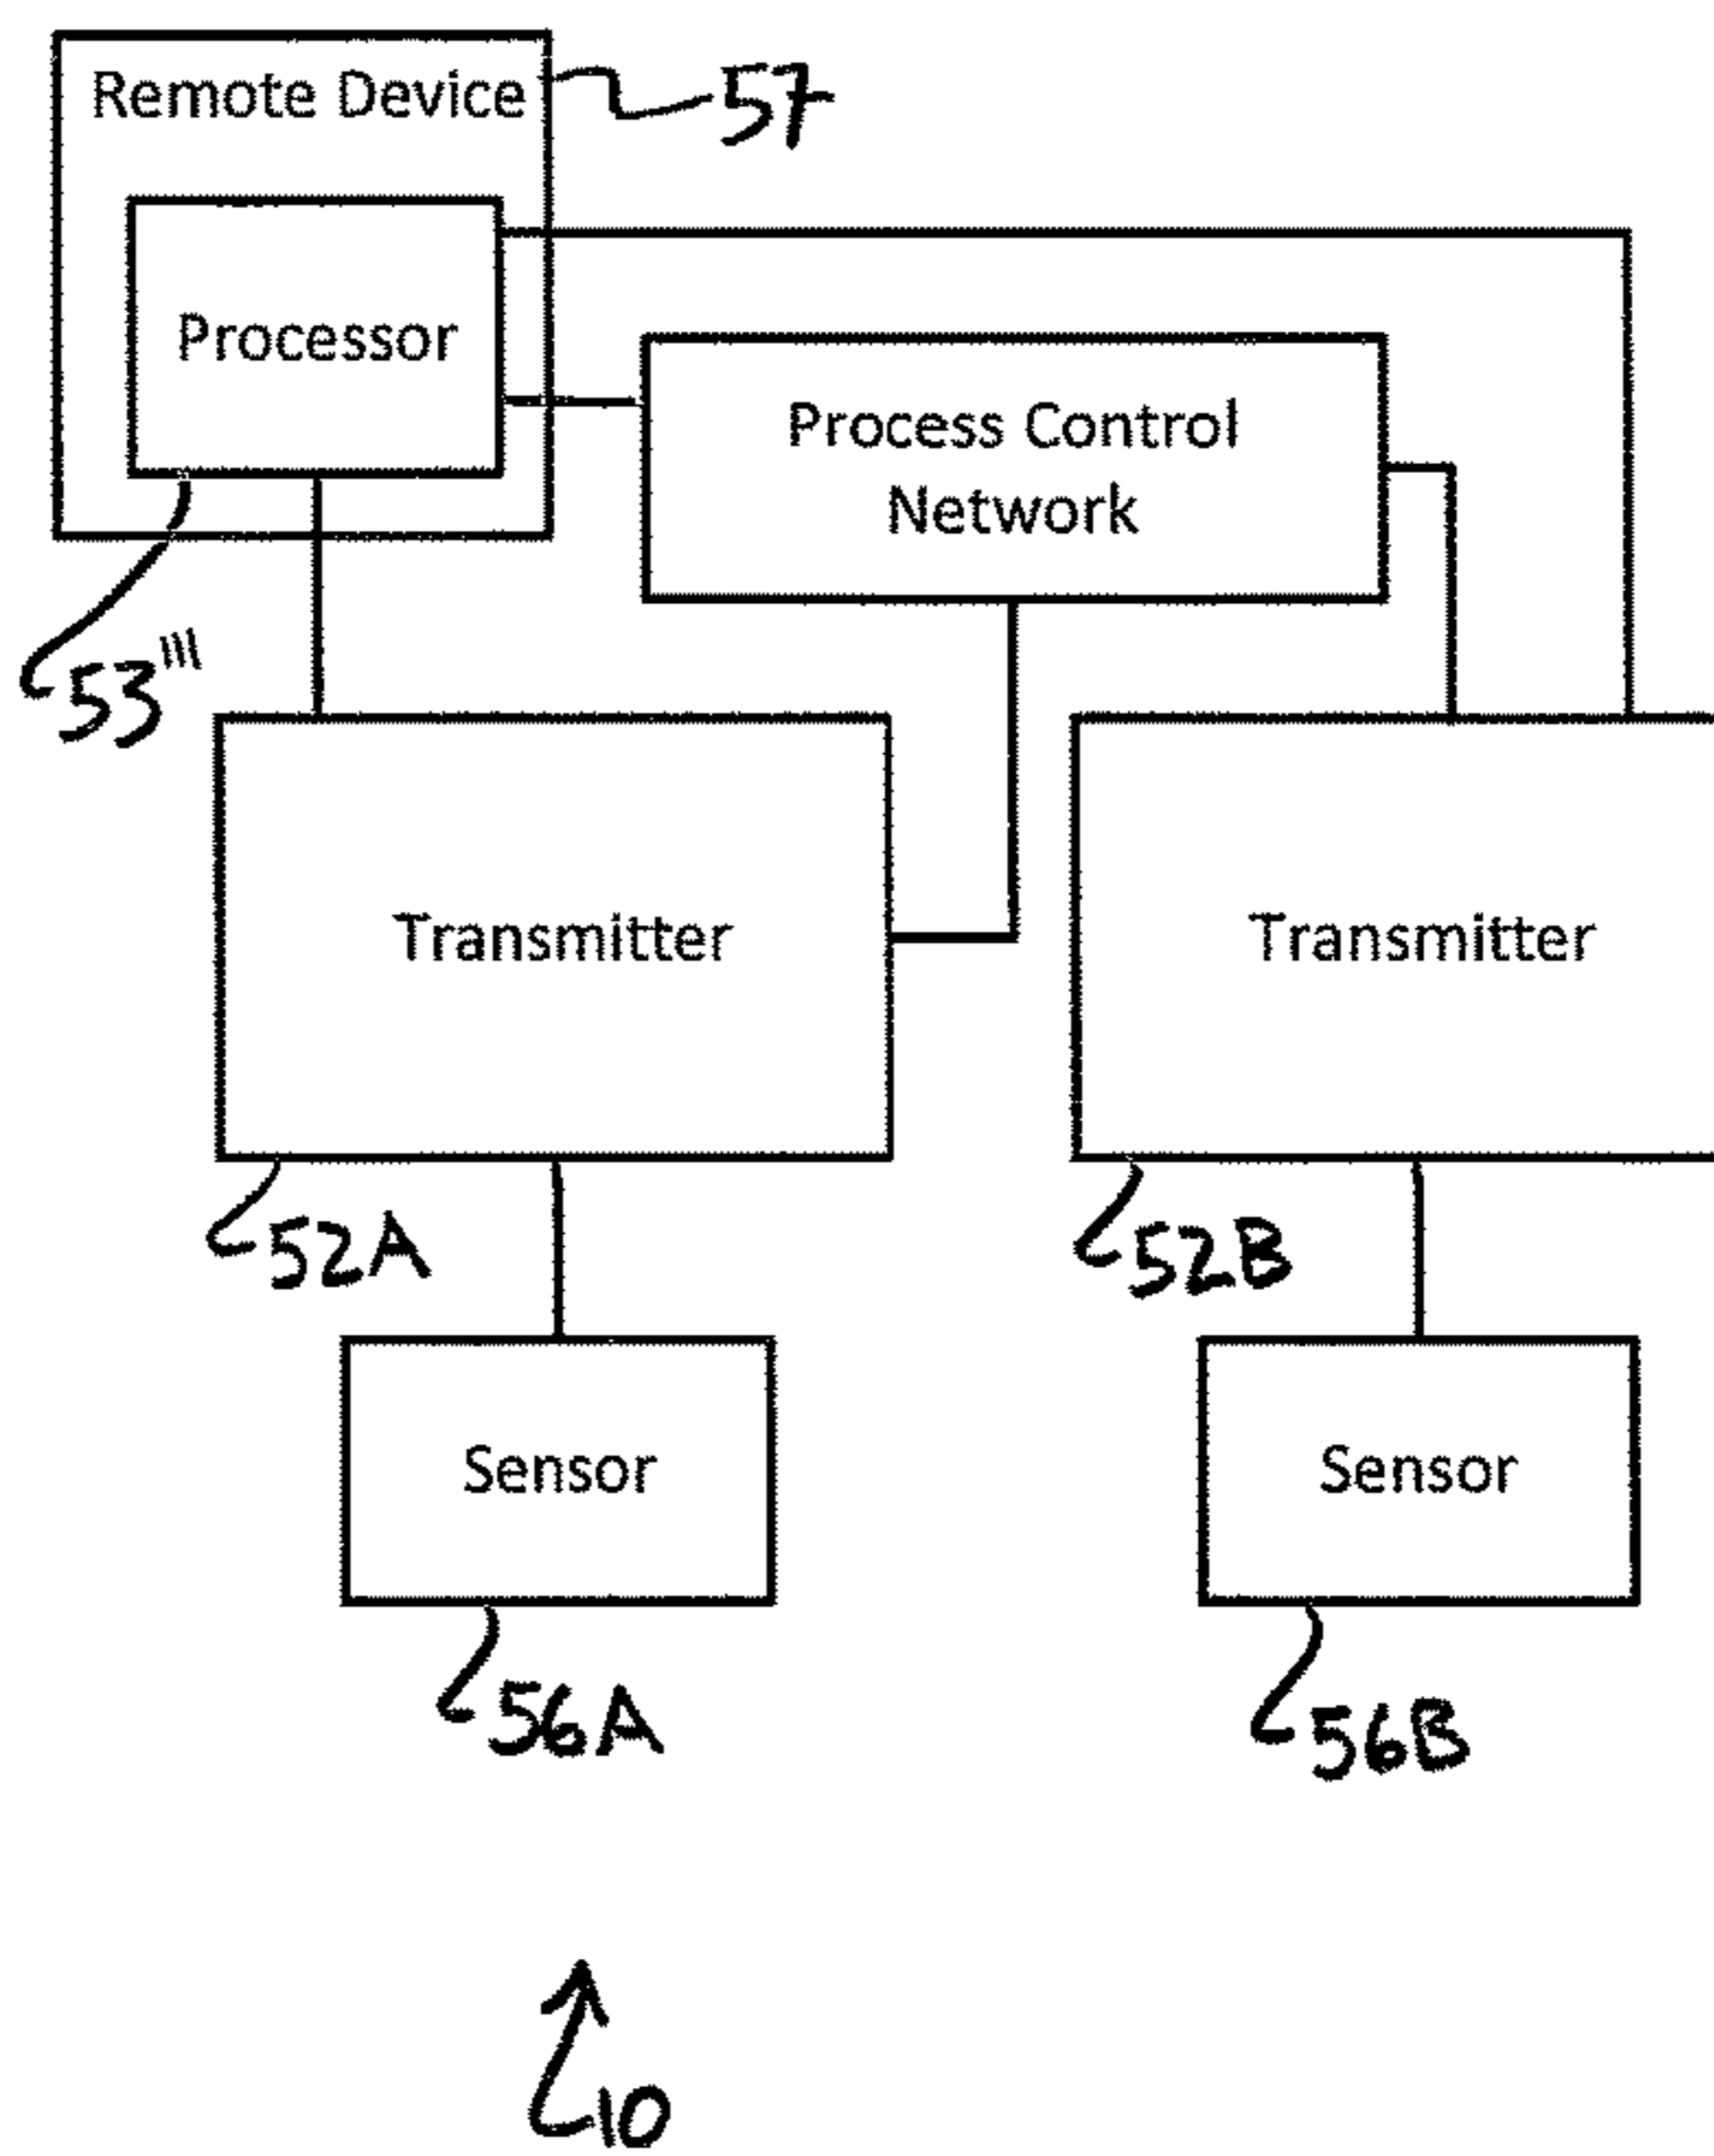 Remote Device
57
Processor
Process Control
Network
53'''
Transmitter
Transmitter
52A
52B
Sensor
Sensor
56A
56B
10